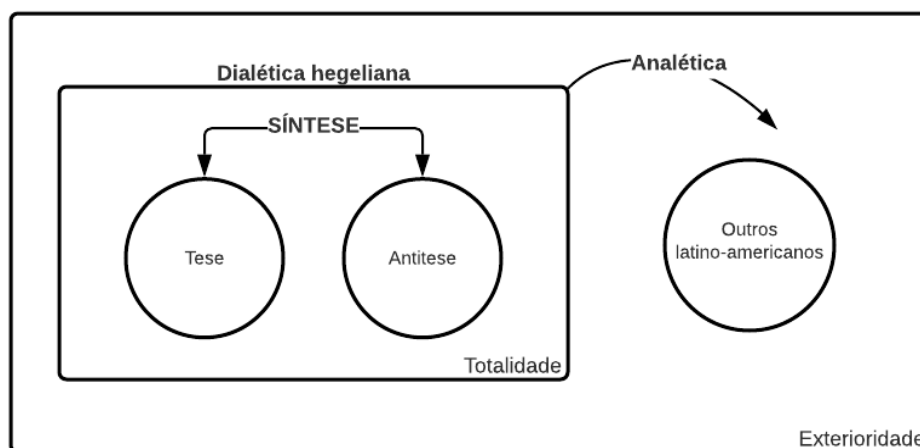 Dialética hegeliana
Analética
SÍNTESE
Tese
Antitese
Outros
latino-americanos
Totalidade
Exterioridade